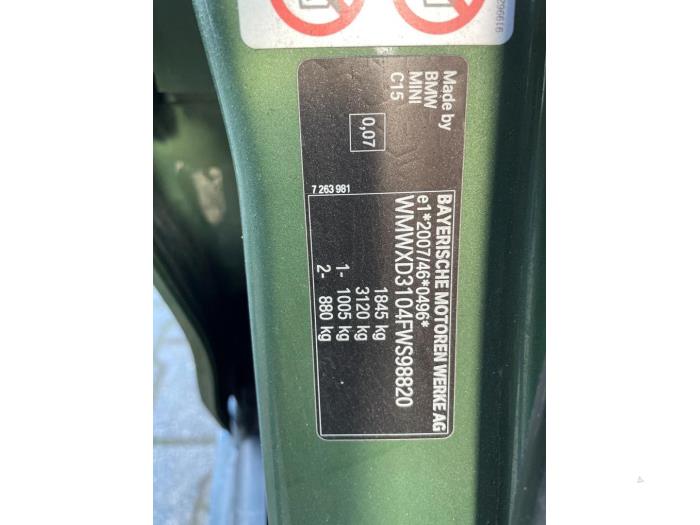 296616
Made by
BMW
MINI
C15
0,07
7 263 981
BAYERISCHE MOTOREN WERKE AG
e1*2007/46*0496*
WMWXD3104FWS98820
1845 kg
3120 kg
1- 1005 kg
2- 880 kg